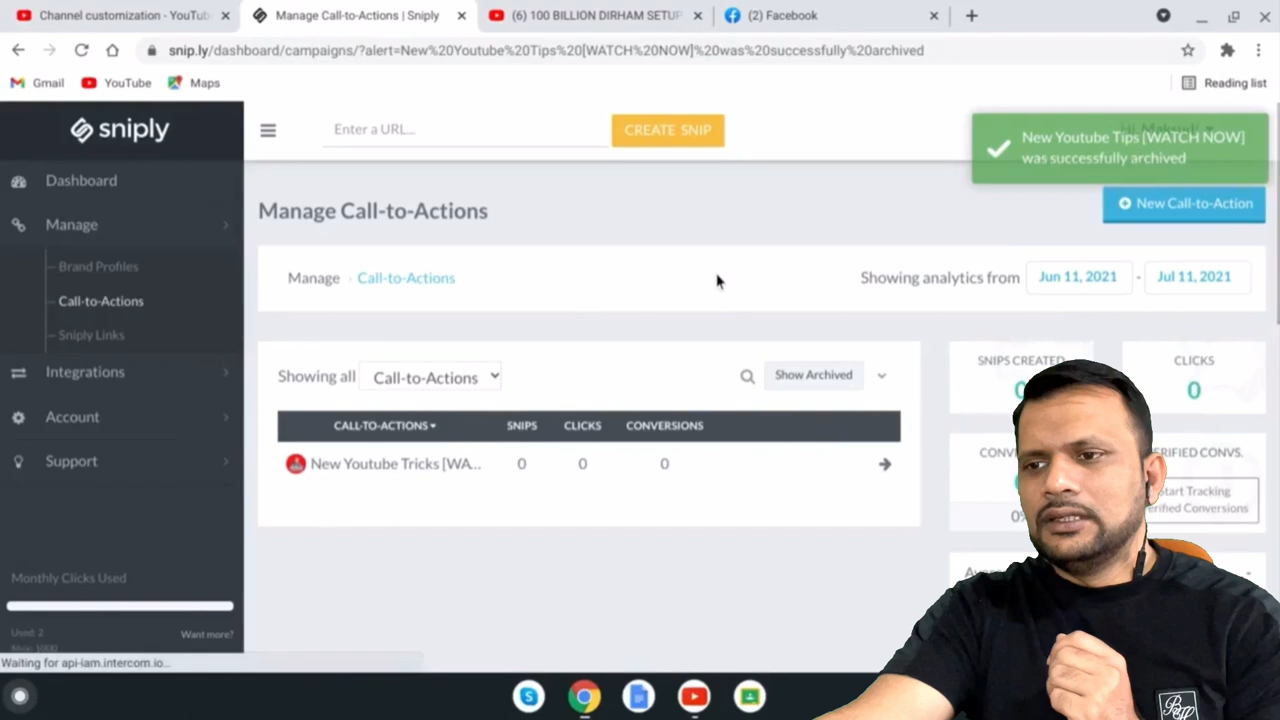 Channel customization - YouTub
Manage Call-to-Actions | Sniply
(6) 100 BILLION DIRHAM SETUP
(2) Facebook
snip.ly/dashboard/campaigns/?alert=New%20Youtube%20Tips%20[WATCH%20NOW]%20was%20successfully%20archived
Gmail
YouTube
Maps
Reading list
sniply
Enter a URL...
CREATE SNIP
New Youtube Tips [WATCH NOW]
was successfully archived
Dashboard
Manage
Brand Profiles
Call-to-Actions
Sniply Links
Integrations
Account
Support
Monthly Clicks Used
Used: 2
Want more?
Manage Call-to-Actions
New Call-to-Action
Manage
Call-to-Actions
Showing analytics from
Jun 11, 2021 - Jul 11, 2021
Showing all Call-to-Actions
Show Archived
CALL-TO-ACTIONS SNIPS CLICKS CONVERSIONS
New Youtube Tricks [WA... 0 0 0
SNIPS CREATED
CLICKS
0
Waiting for api-iam.intercom.io...